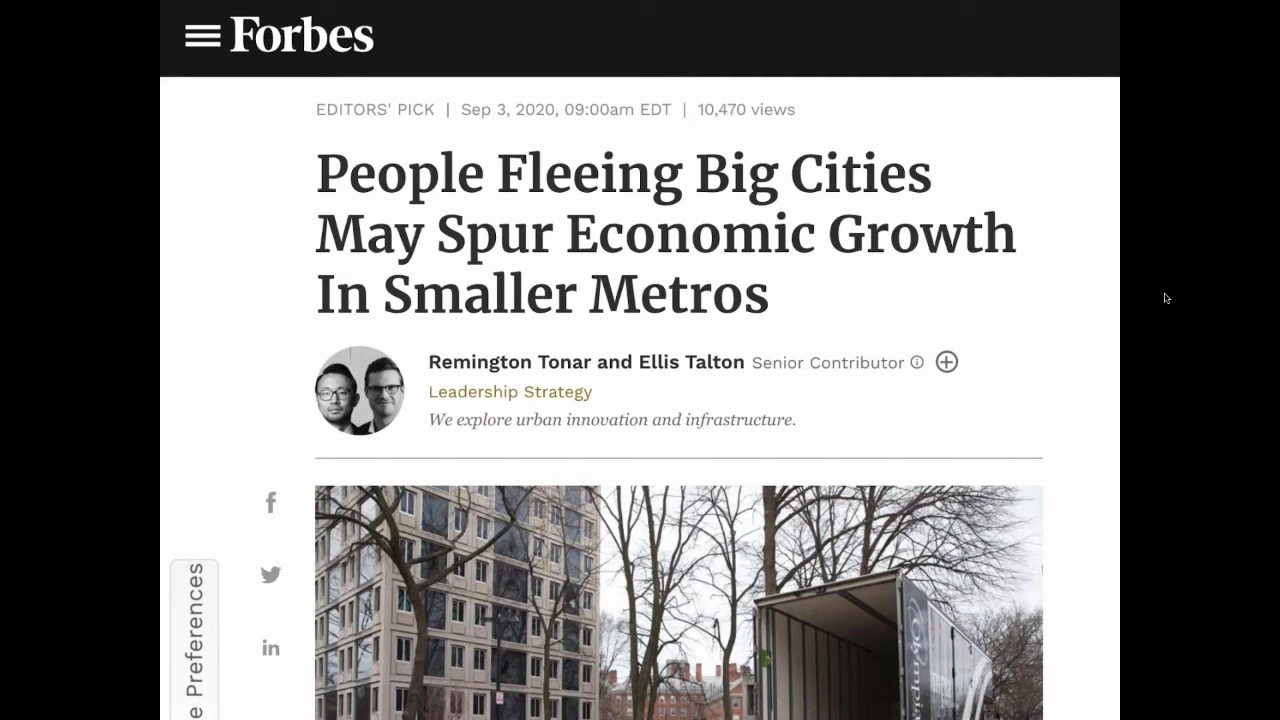 Forbes
EDITORS' PICK | Sep 3, 2020, 09:00am EDT | 10,470 views
People Fleeing Big Cities
May Spur Economic Growth
In Smaller Metros
Remington Tonar and Ellis Talton Senior Contributor
Leadership Strategy
We explore urban innovation and infrastructure.
f
in
e Preferences